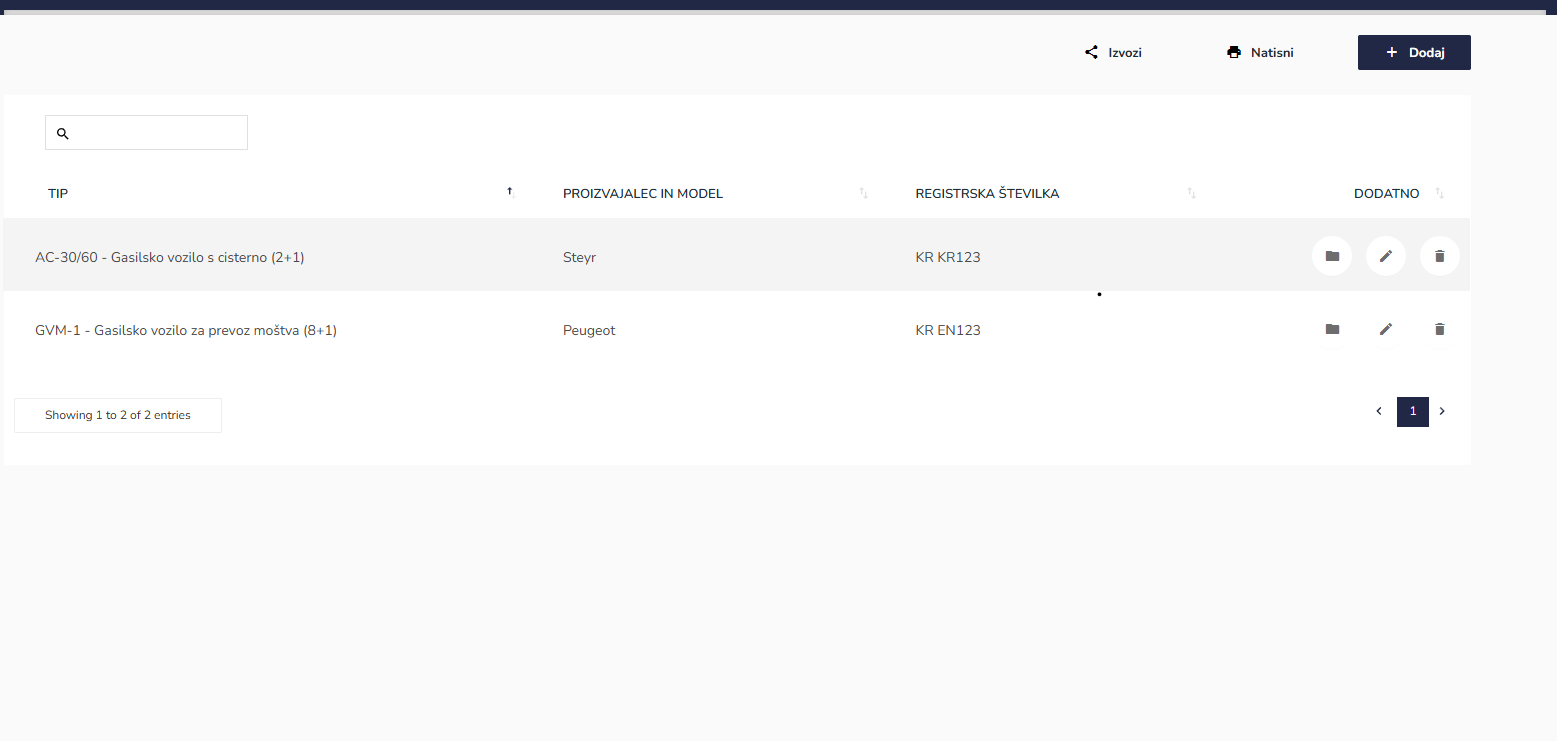 Izvozi Natisni + Dodaj
TIP PROIZVAJALEC IN MODEL REGISTRSKA ŠTEVILKA DODATNO
AC-30/60 - Gasilsko vozilo s cisterno (2+1) Steyr KR KR123
GVM-1 - Gasilsko vozilo za prevoz moštva (8+1) Peugeot KR EN123
Showing 1 to 2 of 2 entries 1